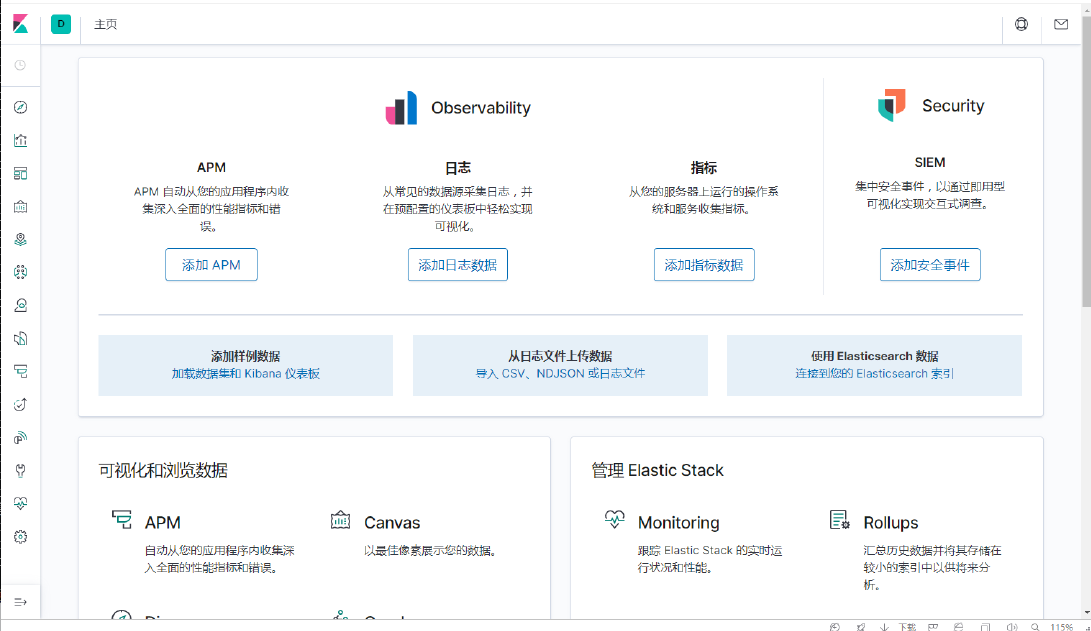 D
主页
Observability
Security
APM
APM 自动从您的应用程序内收
集深入全面的性能指标和错
误。
添加 APM
日志
从常见的数据源采集日志，并
在预配置的仪表板中轻松实现
可视化。
添加日志数据
指标
从您的服务器上运行的操作系
统和服务收集指标。
添加指标数据
SIEM
集中安全事件，以通过即用型
可视化实现交互式调查。
添加安全事件
添加样例数据
加载数据集和 Kibana 仪表板
从日志文件上传数据
导入 CSV、NDJSON 或日志文件
使用 Elasticsearch 数据
连接到您的 Elasticsearch 索引
可视化和浏览数据
APM
自动从您的应用程序内收集深
入全面的性能指标和错误。
Canvas
以最佳像素展示您的数据。
管理 Elastic Stack
Monitoring
跟踪 Elastic Stack 的实时运
行状况和性能。
Rollups
汇总历史数据并将其存储在
较小的索引中以供将来分
析。
下载
115%